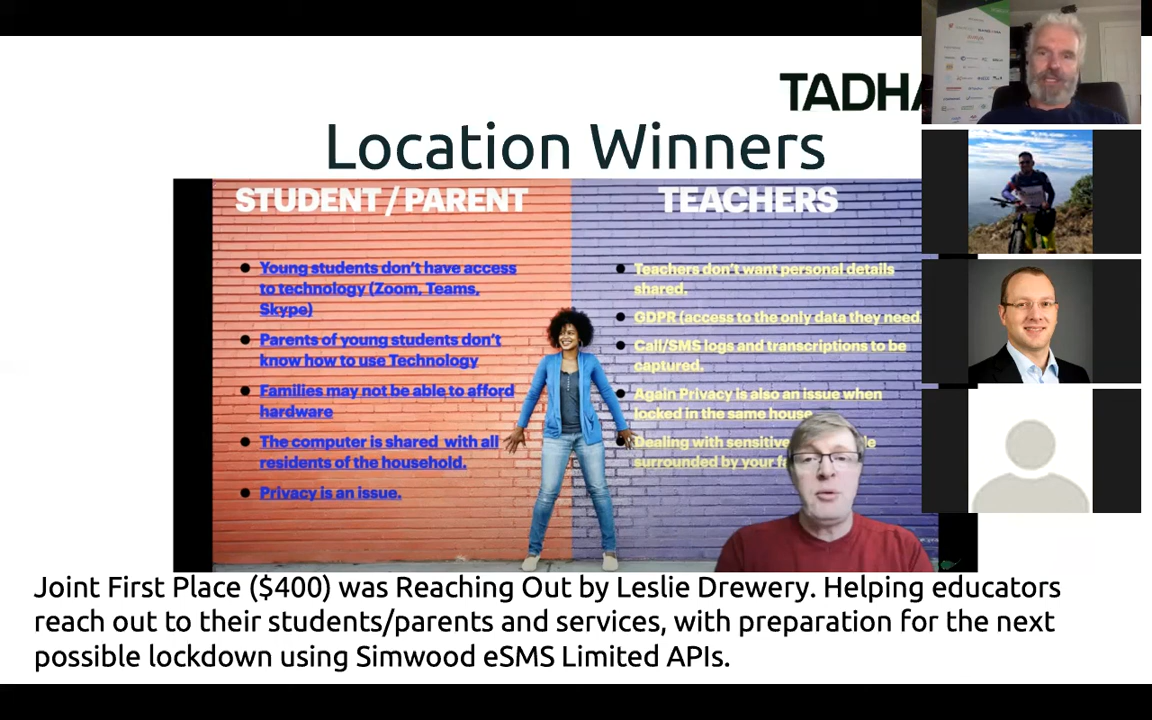 TADHA
Location Winners
STUDENT / PARENT
Young students don't have access
to technology (Zoom, Teams,
Skype)
Parents of young students don't
know how to use Technology
Families may not be able to afford
hardware
The computer is shared with all
residents of the household.
Privacy is an issue.
TEACHERS
Teachers don't want personal details
shared.
GDPR (access to the only data they need
Call/SMS logs and transcriptions to be
captured.
Again Privacy is also an issue when
locked in the same house
Dealing with sensitive
surrounded by your
Joint First Place ($400) was Reaching Out by Leslie Drewery. Helping educators
reach out to their students/parents and services, with preparation for the next
possible lockdown using Simwood eSMS Limited APIs.